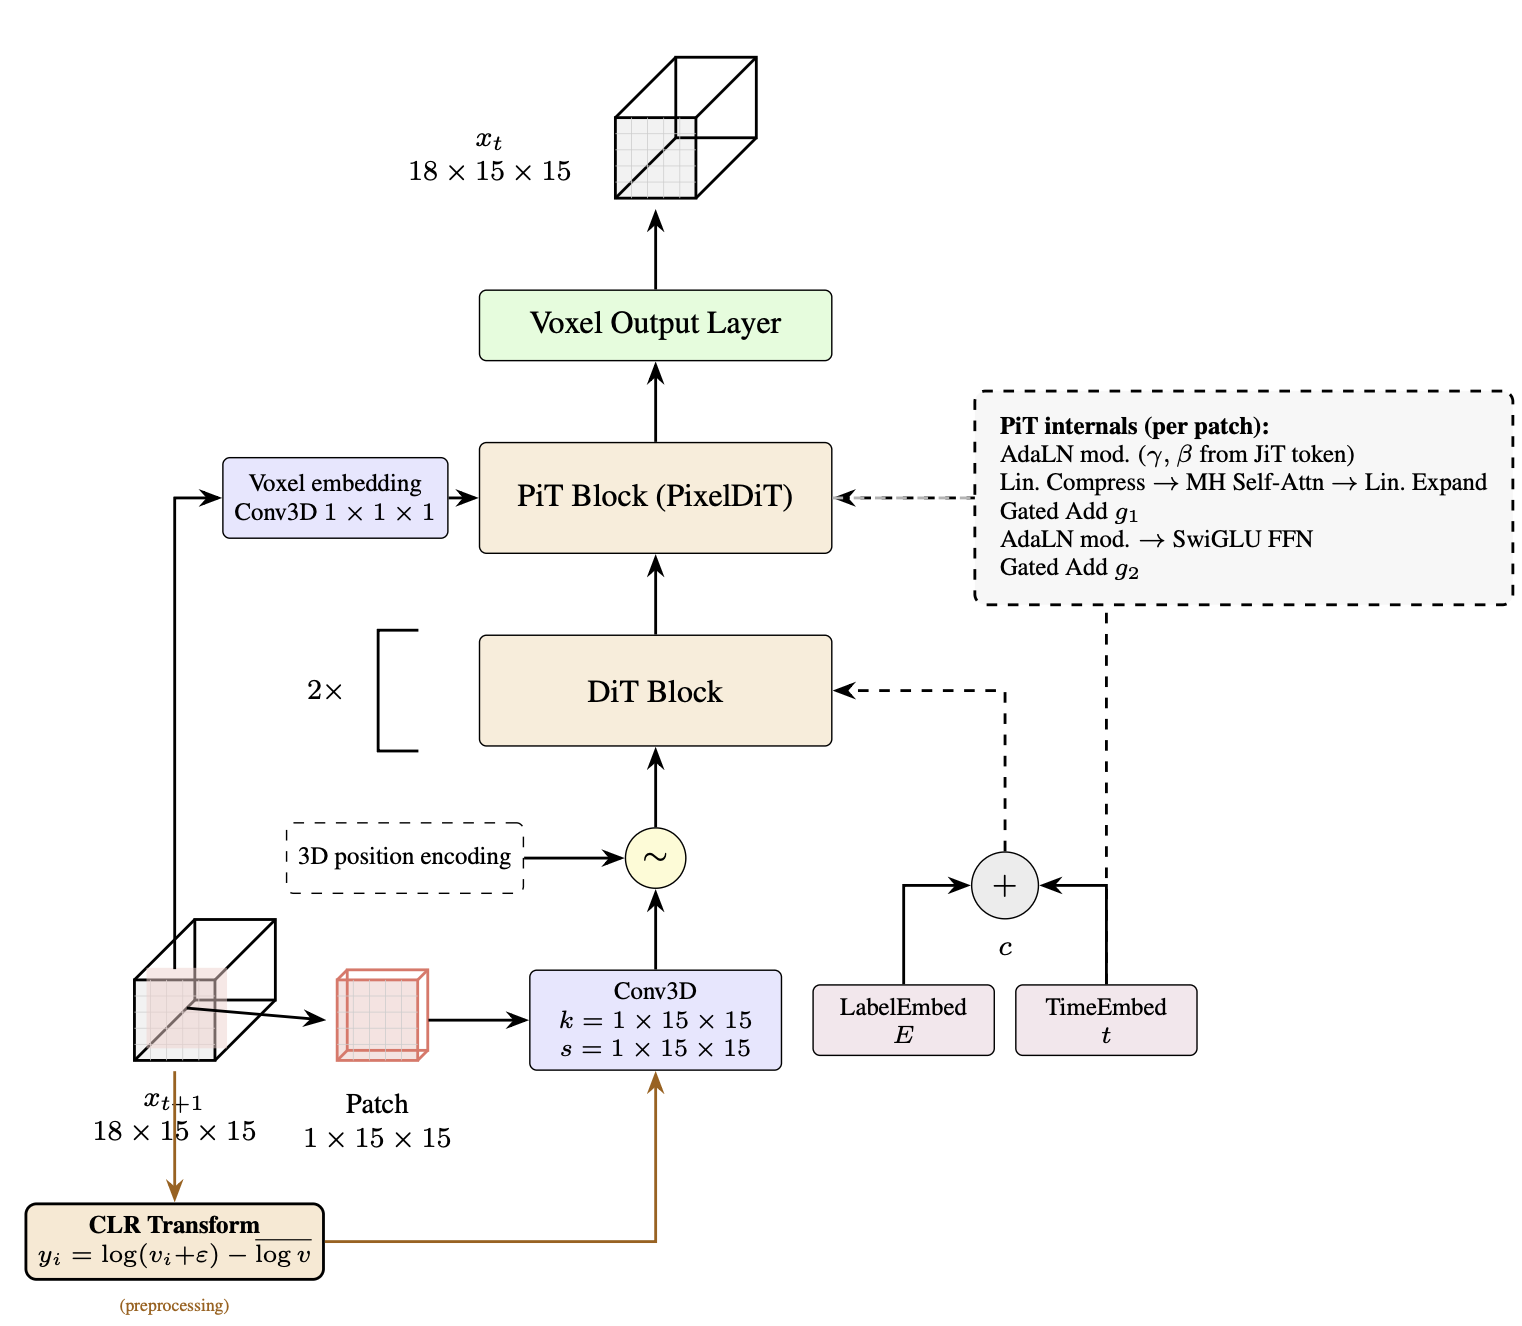 x_t
18 × 15 × 15
Voxel Output Layer
PiT internals (per patch):
AdaLN mod. (γ, β from JiT token)
Lin. Compress → MH Self-Attn → Lin. Expand
Gated Add g_1
AdaLN mod. → SwiGLU FFN
Gated Add g_2
Voxel embedding
Conv3D 1 × 1 × 1
PiT Block (PixelDiT)
2×
DiT Block
3D position encoding
~
+
c
Conv3D
k = 1 × 15 × 15
s = 1 × 15 × 15
LabelEmbed
E
TimeEmbed
t
x_{t+1}
18 × 15 × 15
Patch
1 × 15 × 15
CLR Transform
y_i = log(v_i+ε) − \overline{log v}
(preprocessing)